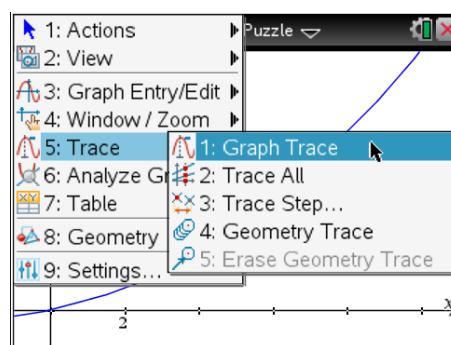 1: Actions
Puzzle
2: View
3: Graph Entry/Edit
4: Window / Zoom
5: Trace
1: Graph Trace
6: Analyze Gr
2: Trace All
7: Table
3: Trace Step...
8: Geometry
4: Geometry Trace
9: Settings...
5: Erase Geometry Trace
x
2